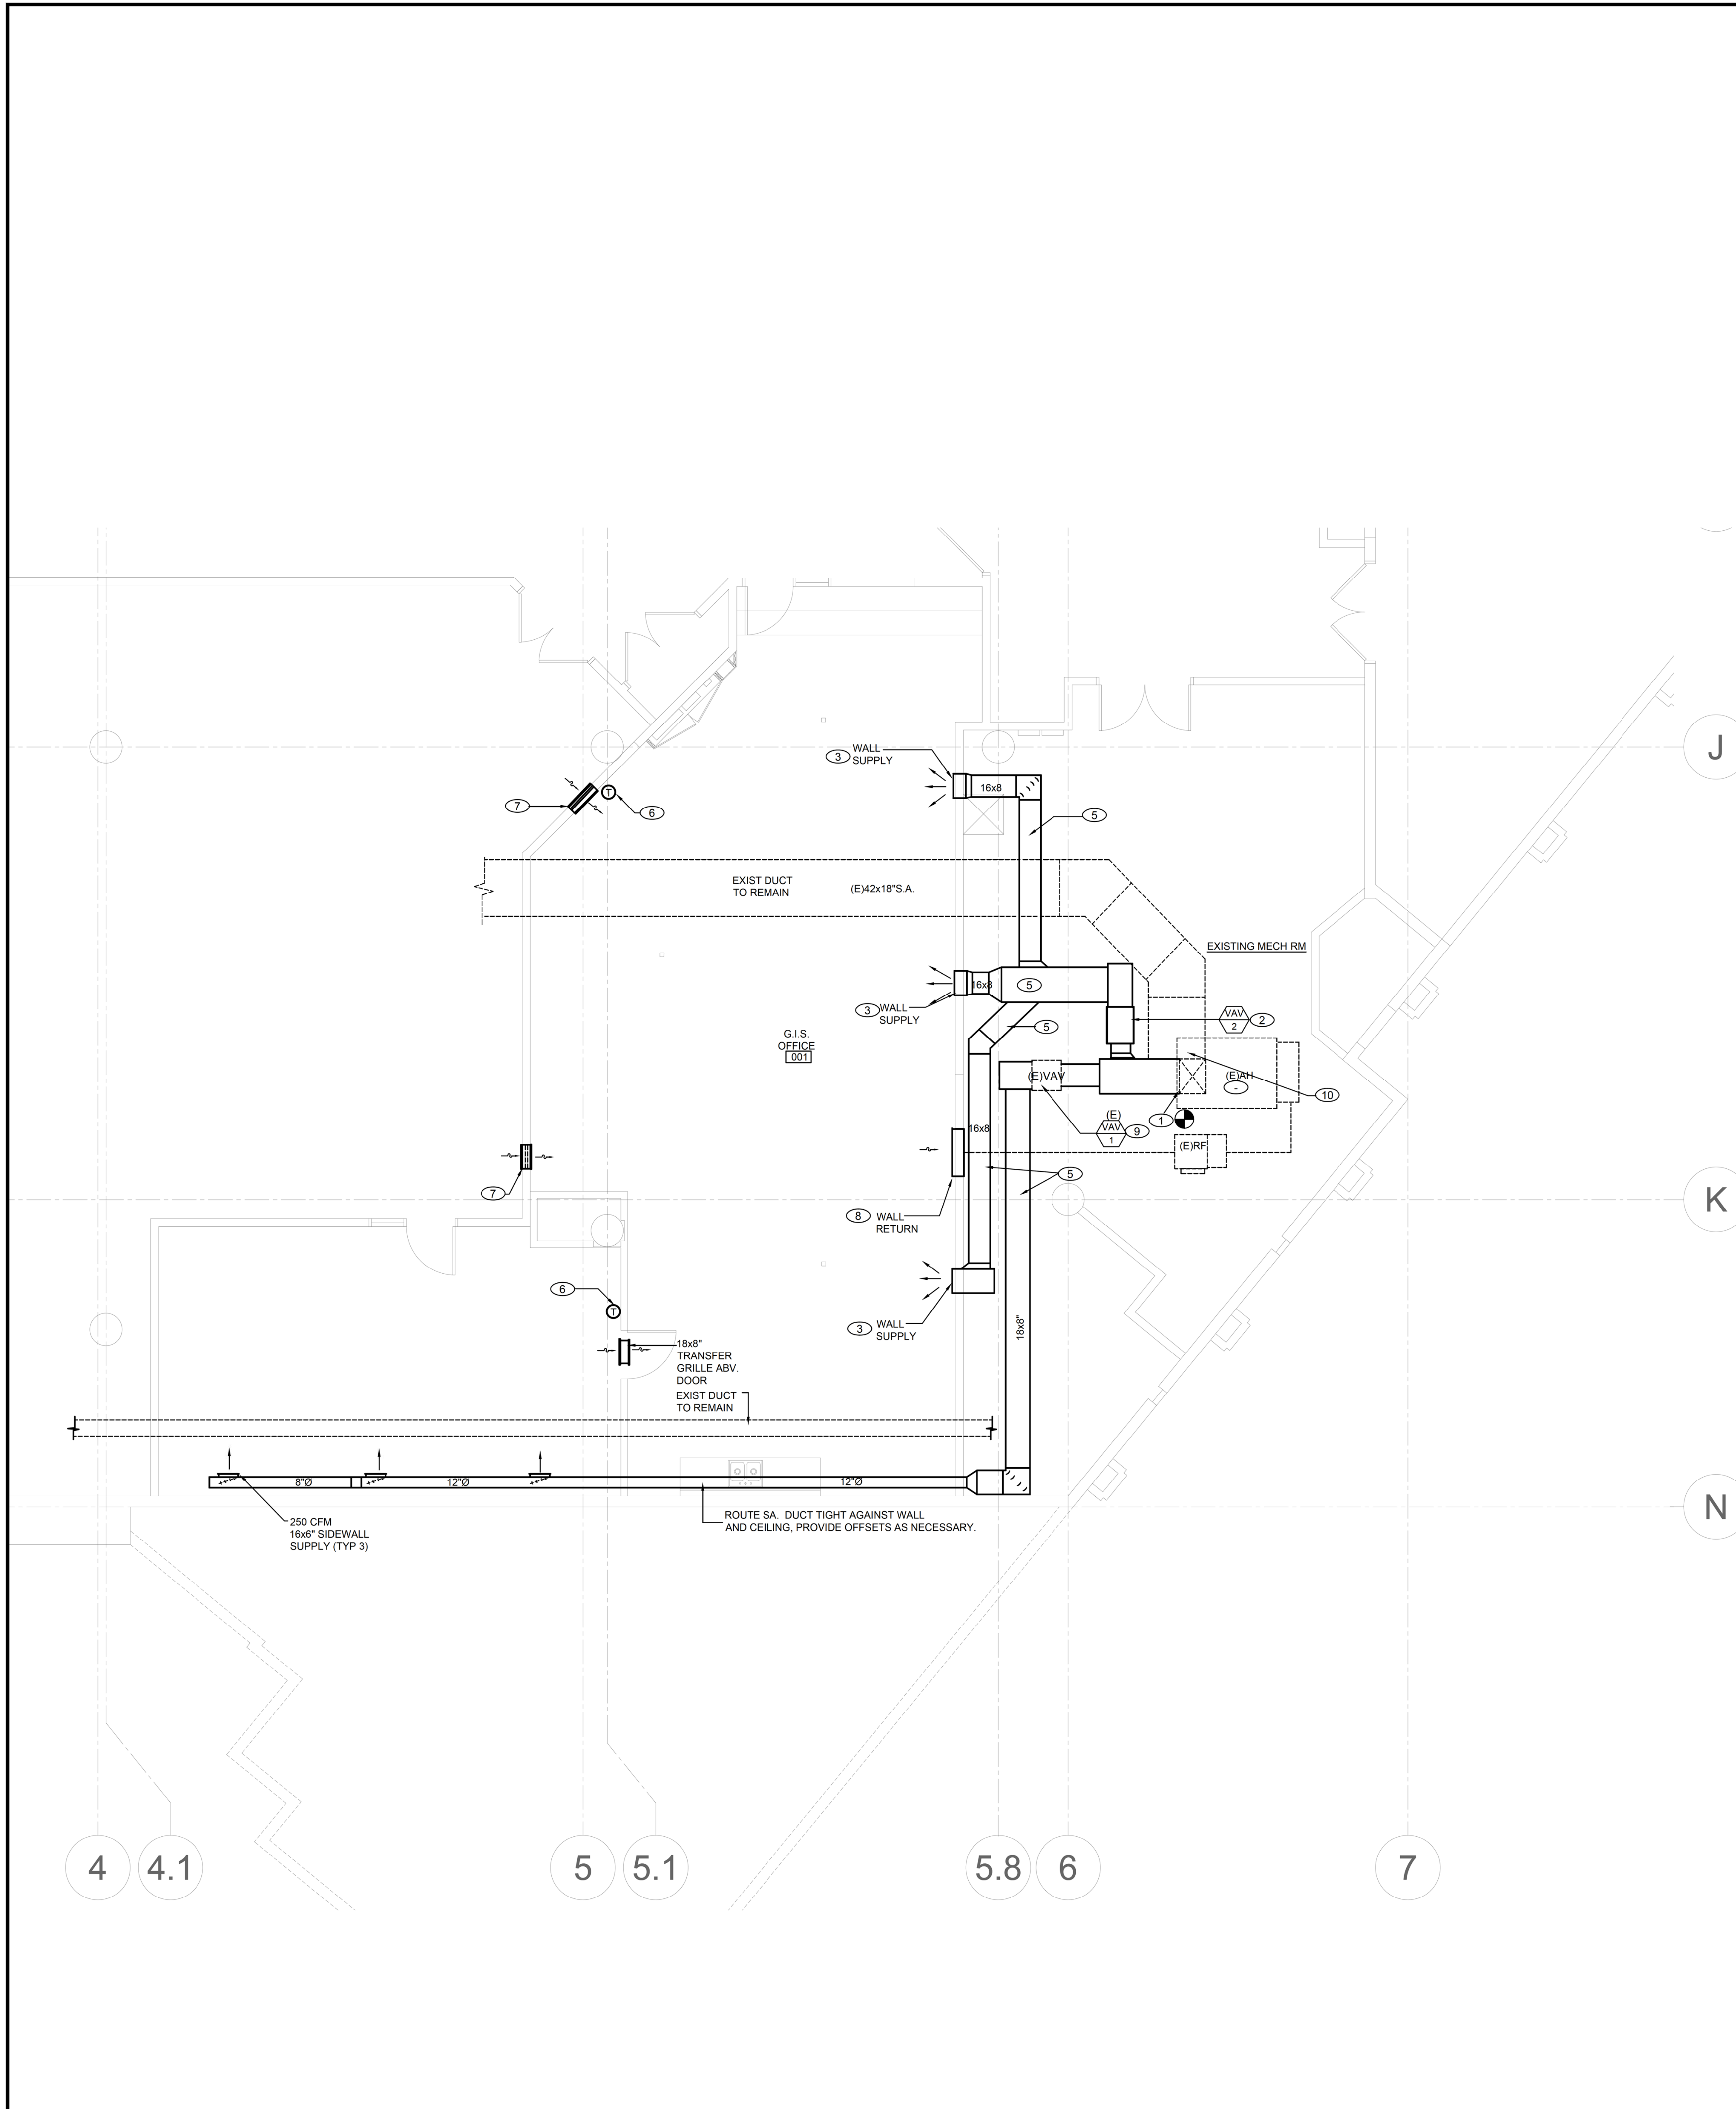 J
WALL
SUPPLY
3
16x8
7
T
6
5
EXIST DUCT
TO REMAIN
(E)42x18"S.A.
EXISTING MECH RM
16x8
5
3
WALL
SUPPLY
VAV
2
2
5
G.I.S.
OFFICE
001
(E)VAV
(E)AH
-
10
(E)
VAV
1
9
1
16x8
(E)RF
5
7
K
8
WALL
RETURN
6
T
3
WALL
SUPPLY
18x8"
18x8"
TRANSFER
GRILLE ABV.
DOOR
EXIST DUCT
TO REMAIN
8"Ø
12"Ø
12"Ø
N
250 CFM
16x6" SIDEWALL
SUPPLY (TYP 3)
ROUTE SA. DUCT TIGHT AGAINST WALL
AND CEILING, PROVIDE OFFSETS AS NECESSARY.
4
4.1
5
5.1
5.8
6
7